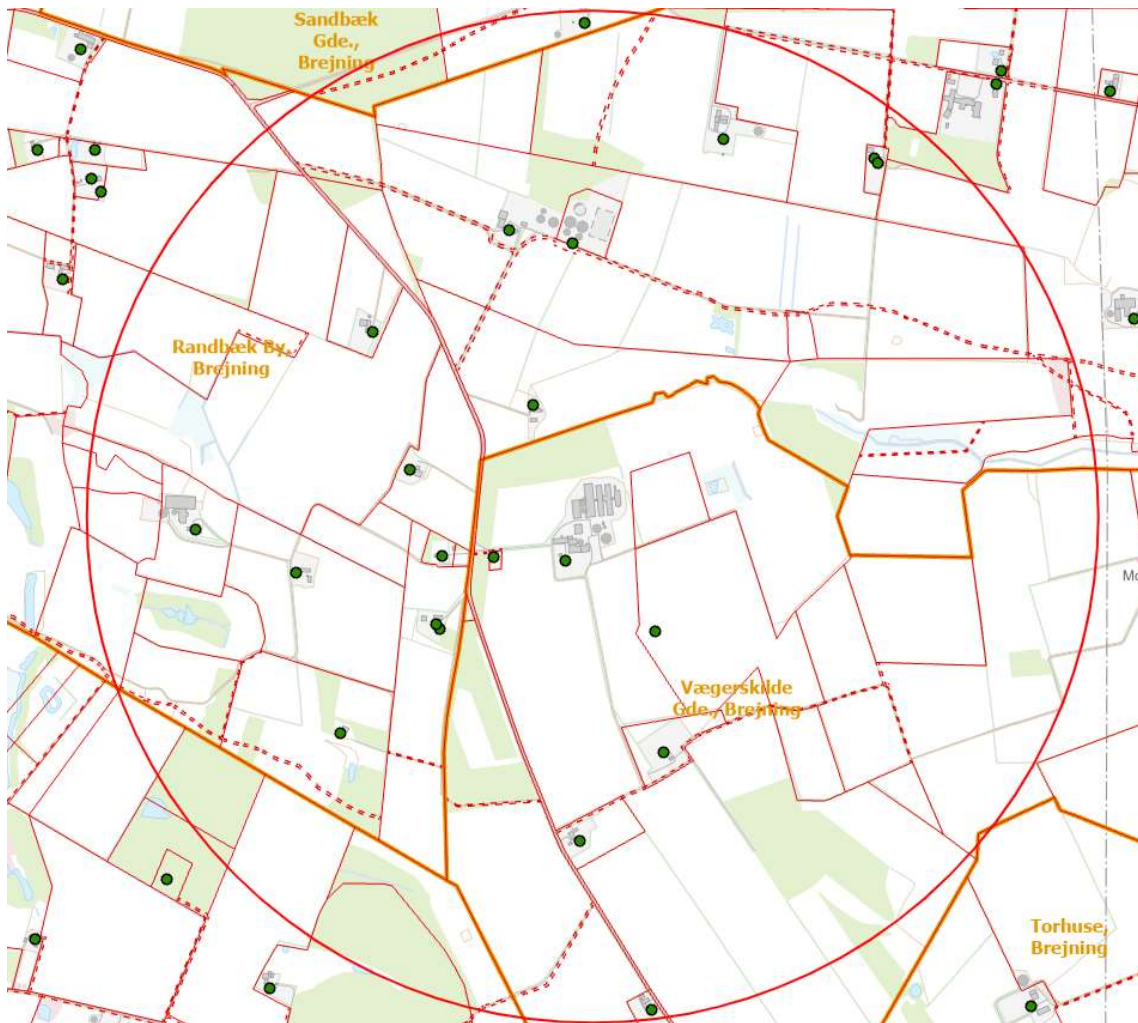 Sandbæk
Gde.,
Brejning
Randbæk By,
Brejning
Mo
Vægerskilde
Gde., Brejning
Torhuse,
Brejning